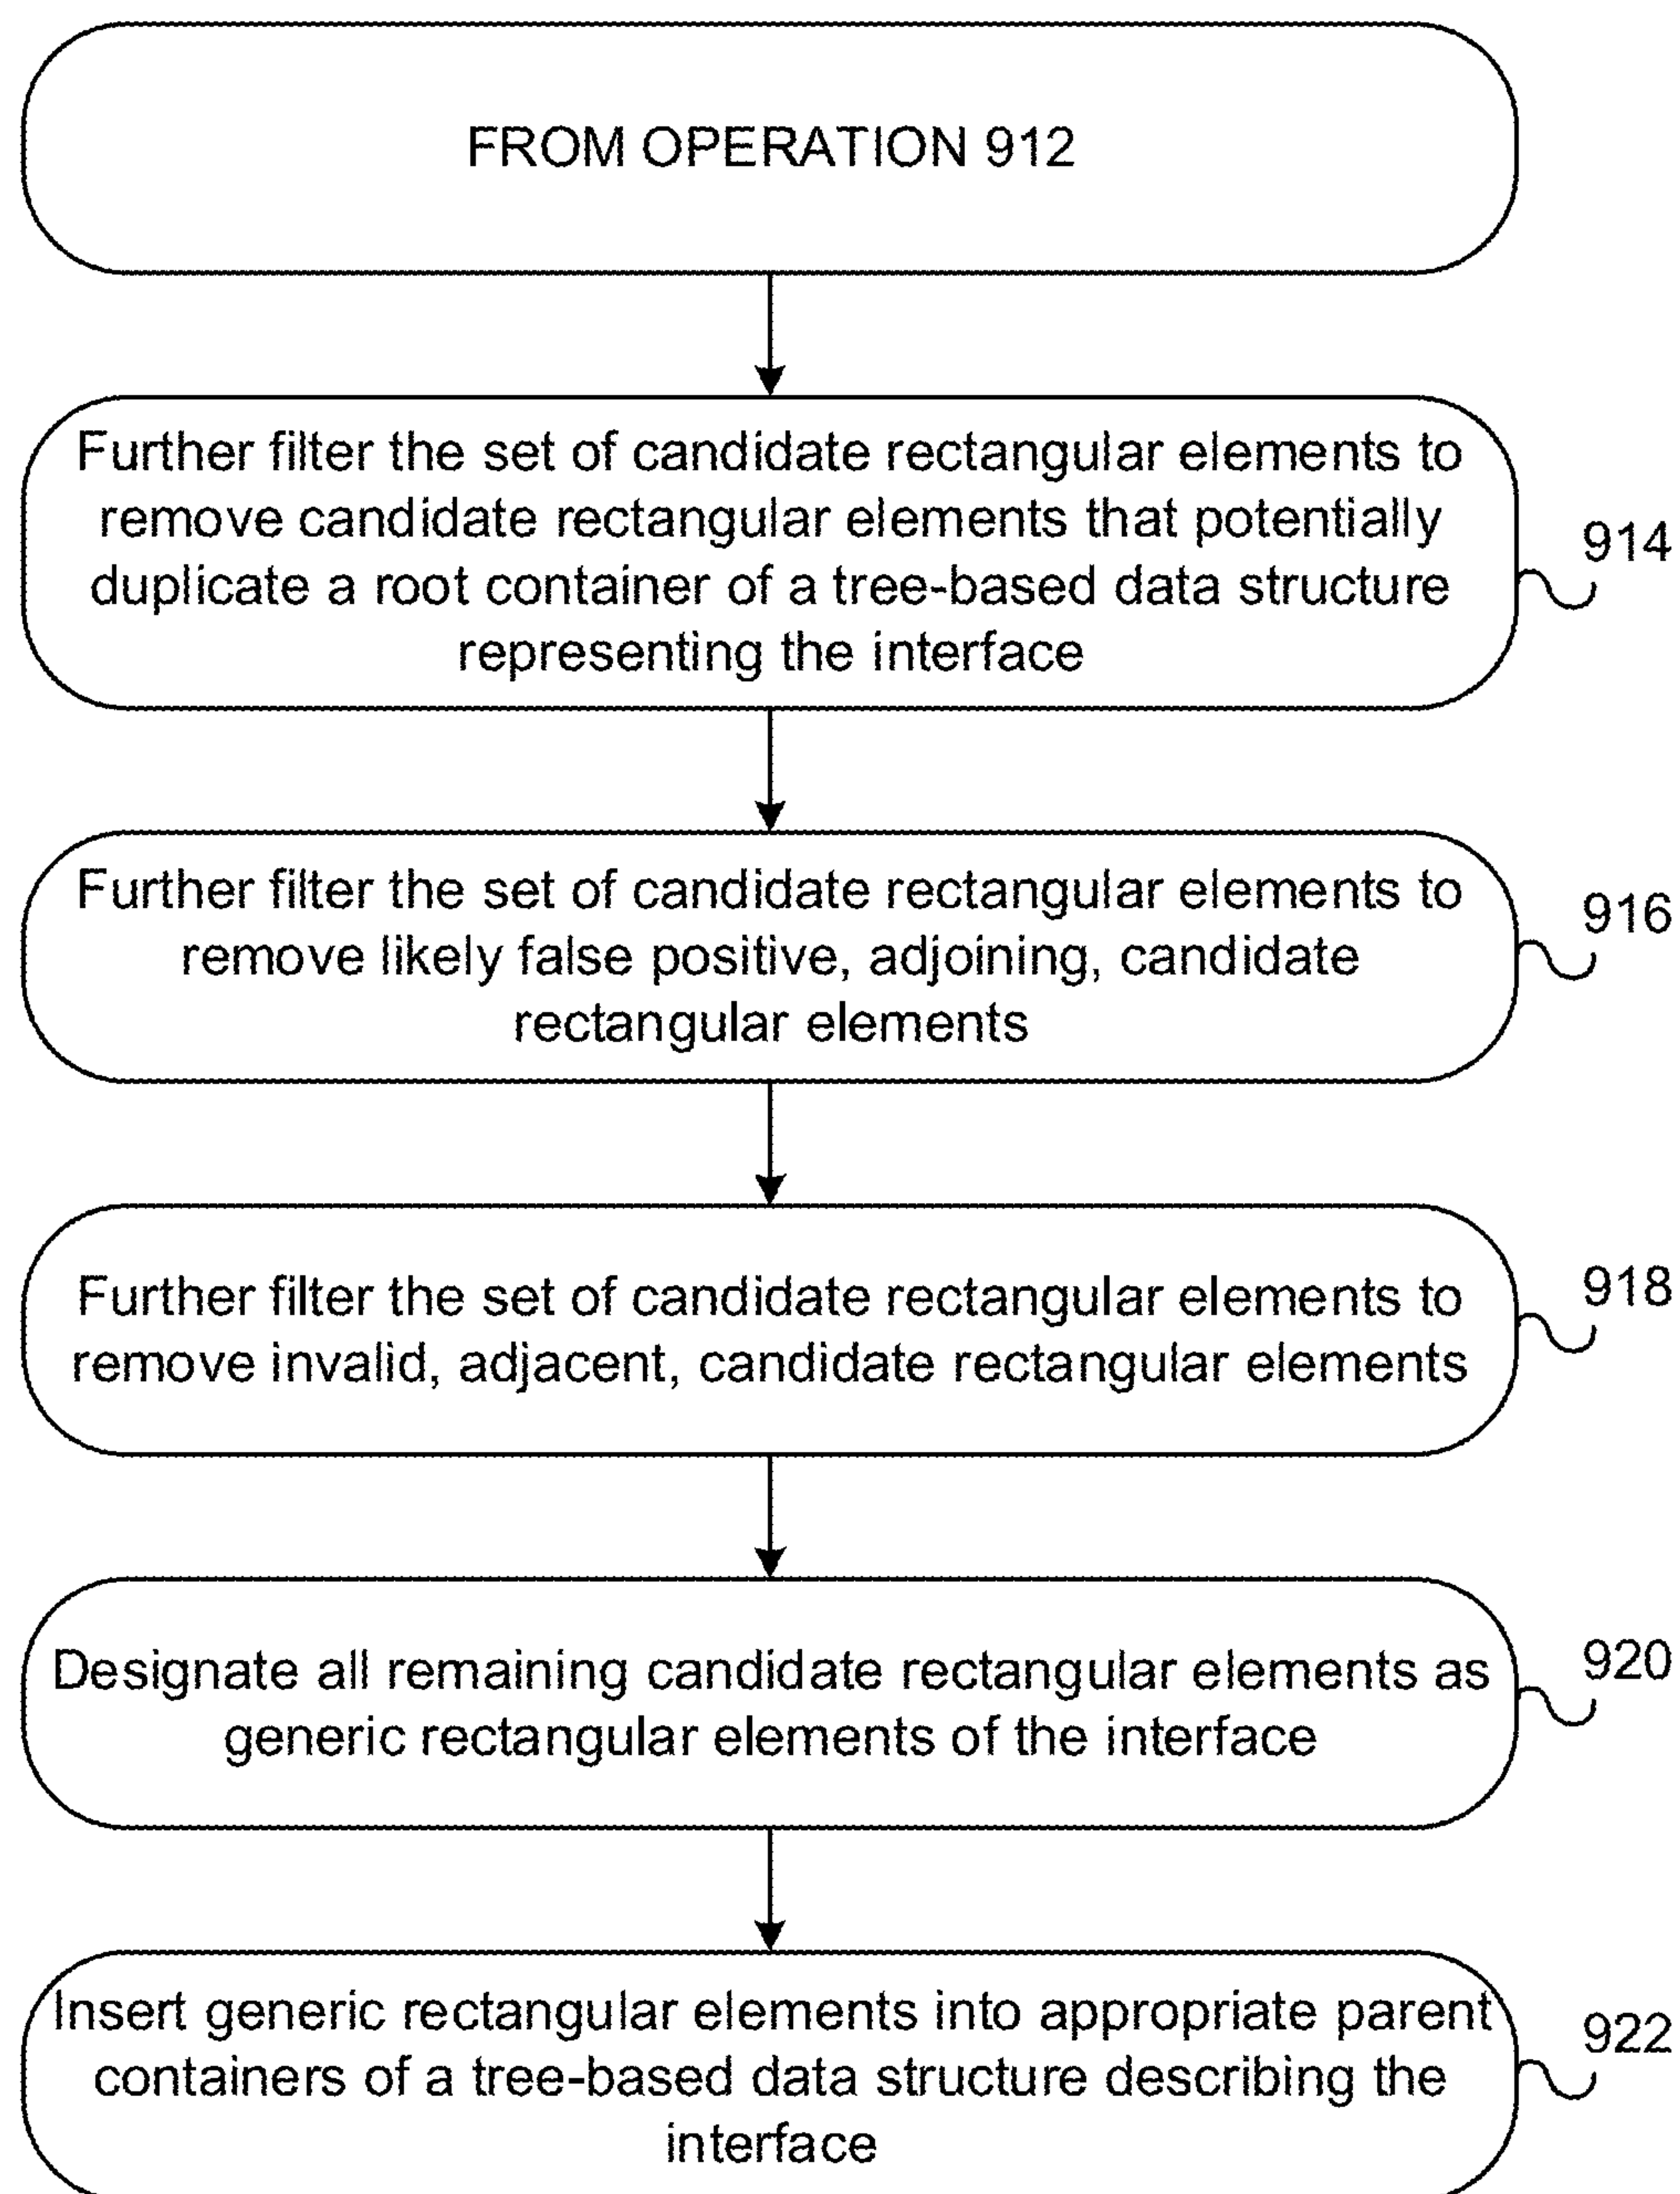 FROM OPERATION 912
Further filter the set of candidate rectangular elements to
remove candidate rectangular elements that potentially
duplicate a root container of a tree-based data structure
representing the interface
914
Further filter the set of candidate rectangular elements to
remove likely false positive, adjoining, candidate
rectangular elements
916
Further filter the set of candidate rectangular elements to
remove invalid, adjacent, candidate rectangular elements
918
Designate all remaining candidate rectangular elements as
generic rectangular elements of the interface
920
Insert generic rectangular elements into appropriate parent
containers of a tree-based data structure describing the
interface
922